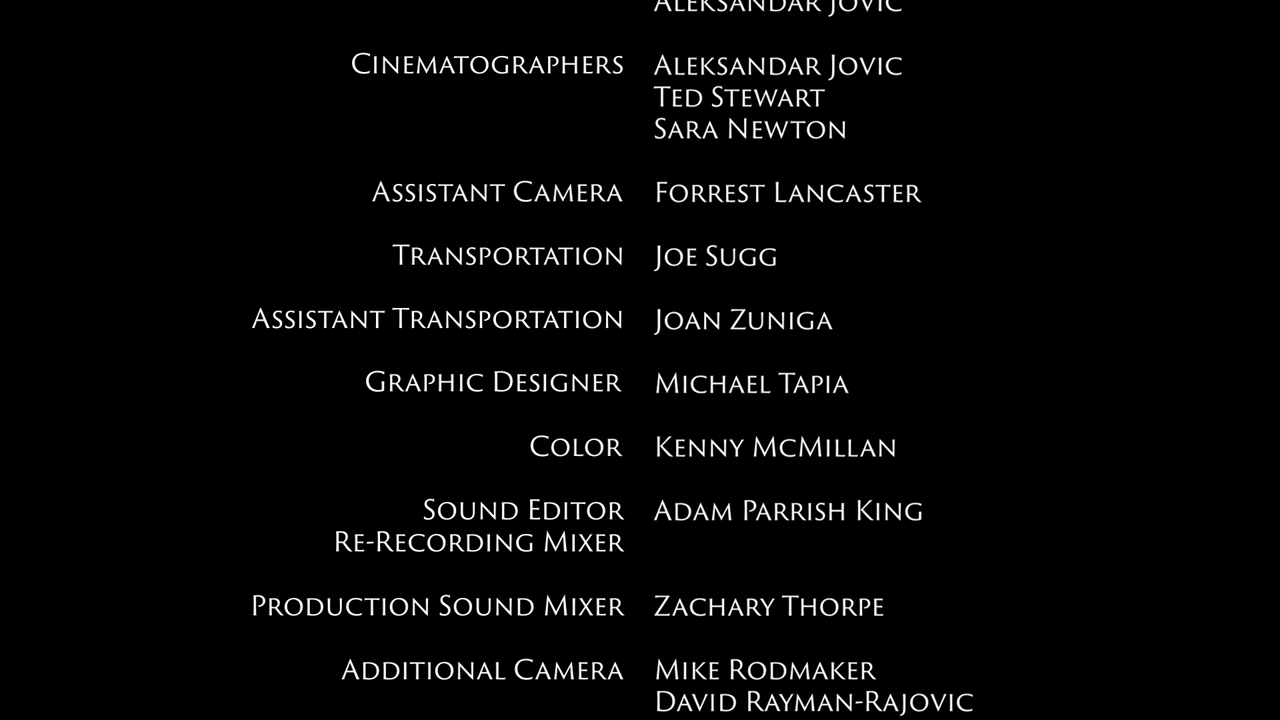 ALEKSANDAR JOVIC
CINEMATOGRAPHERS ALEKSANDAR JOVIC
TED STEWART
SARA NEWTON
ASSISTANT CAMERA FORREST LANCASTER
TRANSPORTATION JOE SUGG
ASSISTANT TRANSPORTATION JOAN ZUNIGA
GRAPHIC DESIGNER MICHAEL TAPIA
COLOR KENNY MCMILLAN
SOUND EDITOR ADAM PARRISH KING
RE-RECORDING MIXER
PRODUCTION SOUND MIXER ZACHARY THORPE
ADDITIONAL CAMERA MIKE RODMAKER
DAVID RAYMAN-RAJOVIC